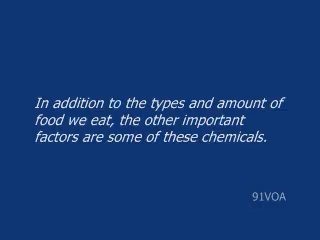 In addition to the types and amount of
food we eat, the other important
factors are some of these chemicals.
91VOA